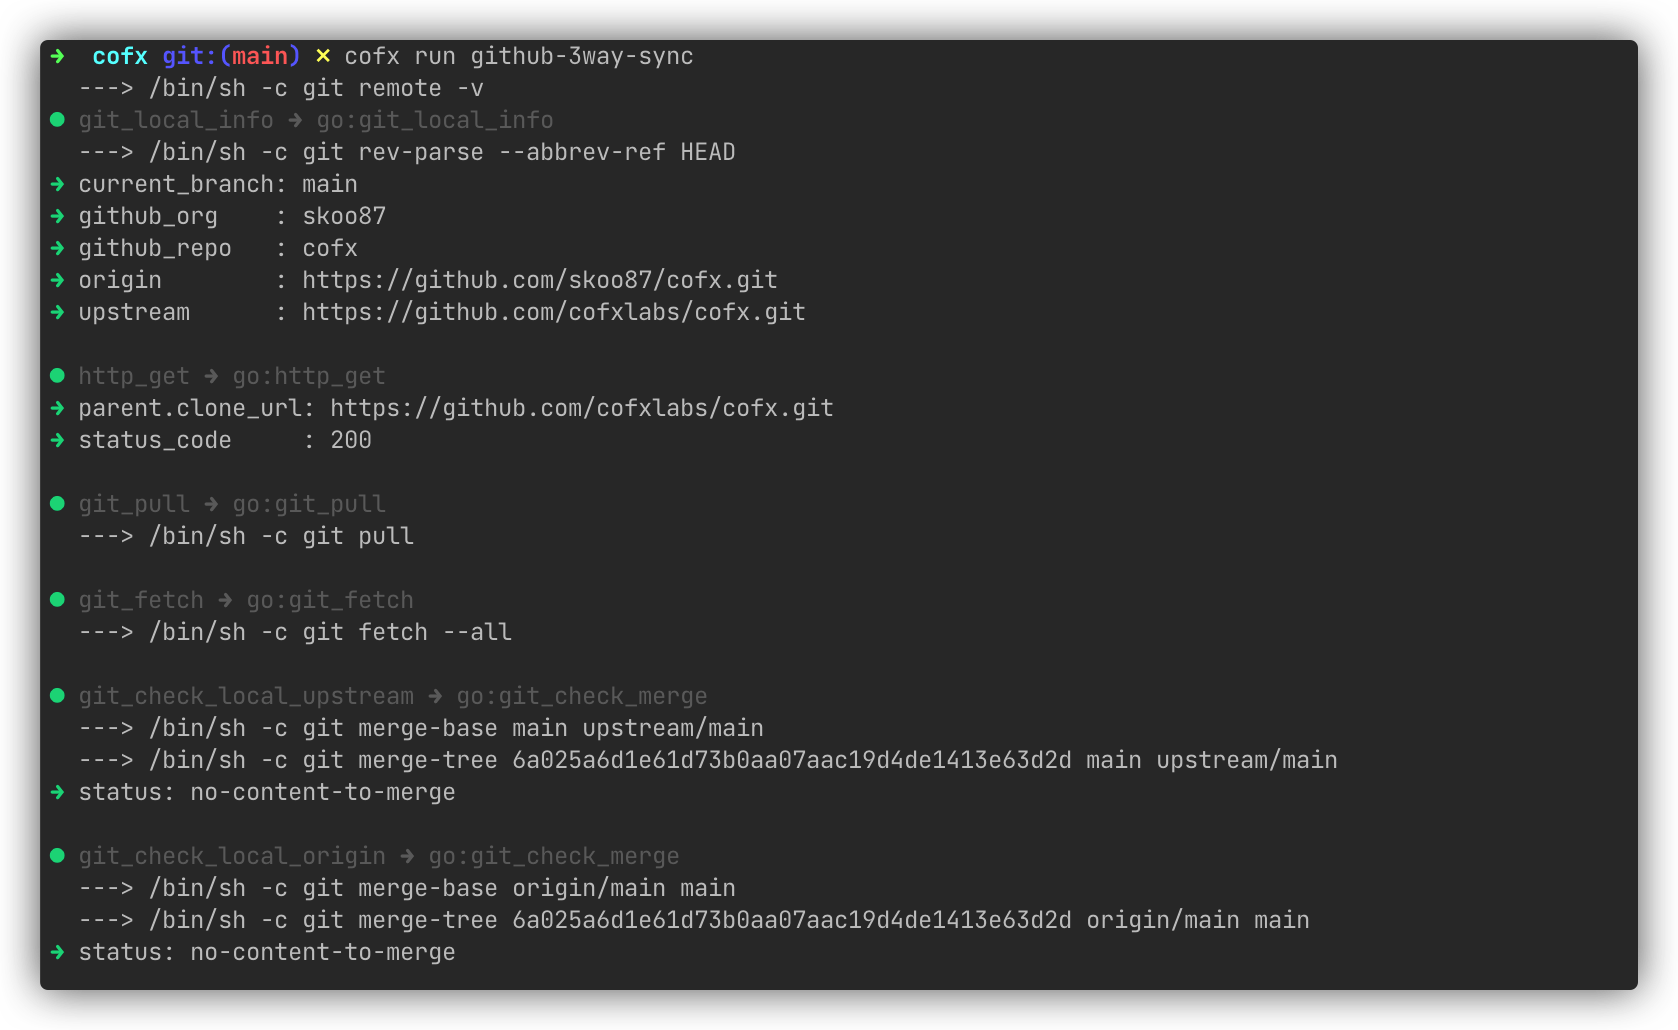 ➜ cofx git:(main) ✗ cofx run github-3way-sync
---> /bin/sh -c git remote -v
● git_local_info ➜ go:git_local_info
---> /bin/sh -c git rev-parse --abbrev-ref HEAD
➜ current_branch: main
➜ github_org    : skoo87
➜ github_repo   : cofx
➜ origin        : https://github.com/skoo87/cofx.git
➜ upstream      : https://github.com/cofxlabs/cofx.git
● http_get ➜ go:http_get
➜ parent.clone_url: https://github.com/cofxlabs/cofx.git
➜ status_code     : 200
● git_pull ➜ go:git_pull
---> /bin/sh -c git pull
● git_fetch ➜ go:git_fetch
---> /bin/sh -c git fetch --all
● git_check_local_upstream ➜ go:git_check_merge
---> /bin/sh -c git merge-base main upstream/main
---> /bin/sh -c git merge-tree 6a025a6d1e61d73b0aa07aac19d4de1413e63d2d main upstream/main
➜ status: no-content-to-merge
● git_check_local_origin ➜ go:git_check_merge
---> /bin/sh -c git merge-base origin/main main
---> /bin/sh -c git merge-tree 6a025a6d1e61d73b0aa07aac19d4de1413e63d2d origin/main main
➜ status: no-content-to-merge